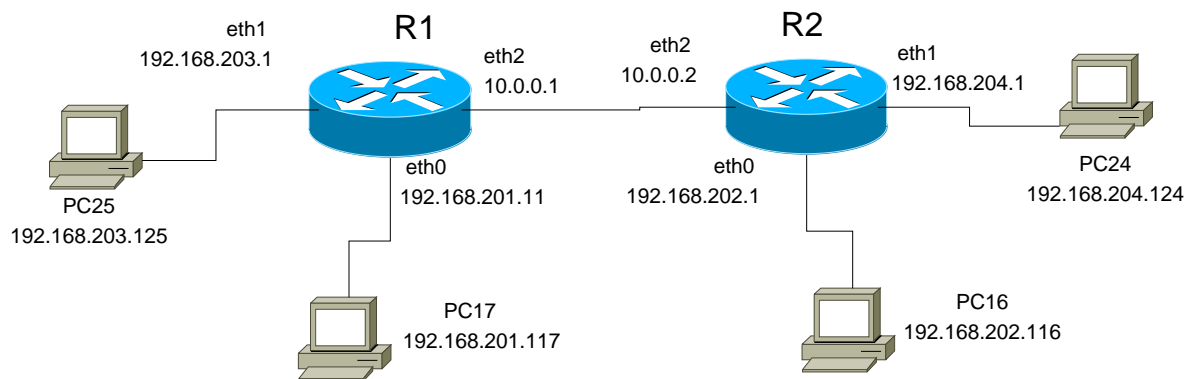 R1
R2
eth1
192.168.203.1
eth2
10.0.0.1
eth2
10.0.0.2
eth1
192.168.204.1
eth0
192.168.201.11
eth0
192.168.202.1
PC25
192.168.203.125
PC24
192.168.204.124
PC17
192.168.201.117
PC16
192.168.202.116